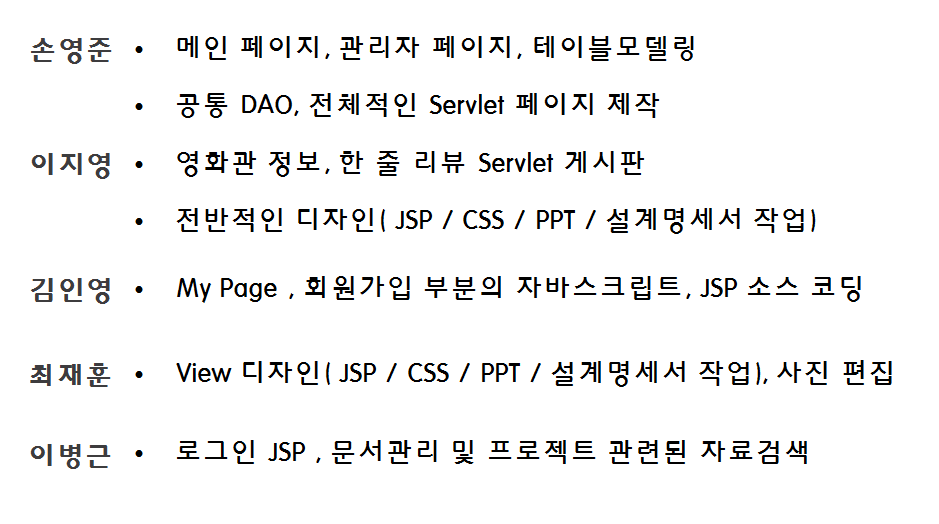 손영준 • 메인 페이지, 관리자 페이지, 테이블모델링
• 공통 DAO, 전체적인 Servlet 페이지 제작
이지영 • 영화관 정보, 한 줄 리뷰 Servlet 게시판
• 전반적인 디자인( JSP / CSS / PPT / 설계명세서 작업)
김인영 • My Page , 회원가입 부분의 자바스크립트, JSP 소스 코딩
최재훈 • View 디자인( JSP / CSS / PPT / 설계명세서 작업), 사진 편집
이병근 • 로그인 JSP , 문서관리 및 프로젝트 관련된 자료검색